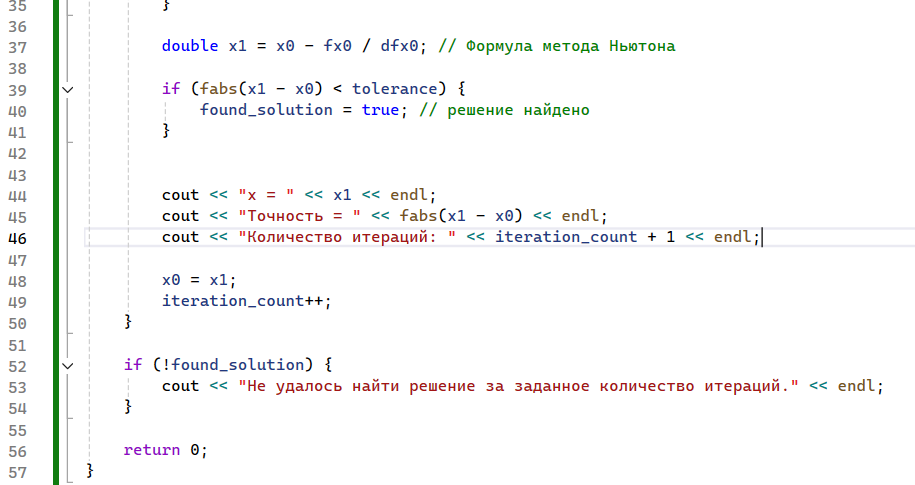 35 }
36
37 double x1 = x0 - fx0 / dfx0; // Формула метода Ньютона
38
39 if (fabs(x1 - x0) < tolerance) {
40 found_solution = true; // решение найдено
41 }
42
43
44 cout << "x = " << x1 << endl;
45 cout << "Точность = " << fabs(x1 - x0) << endl;
46 cout << "Количество итераций: " << iteration_count + 1 << endl;
47
48 x0 = x1;
49 iteration_count++;
50 }
51
52 if (!found_solution) {
53 cout << "Не удалось найти решение за заданное количество итераций." << endl;
54 }
55
56 return 0;
57 }